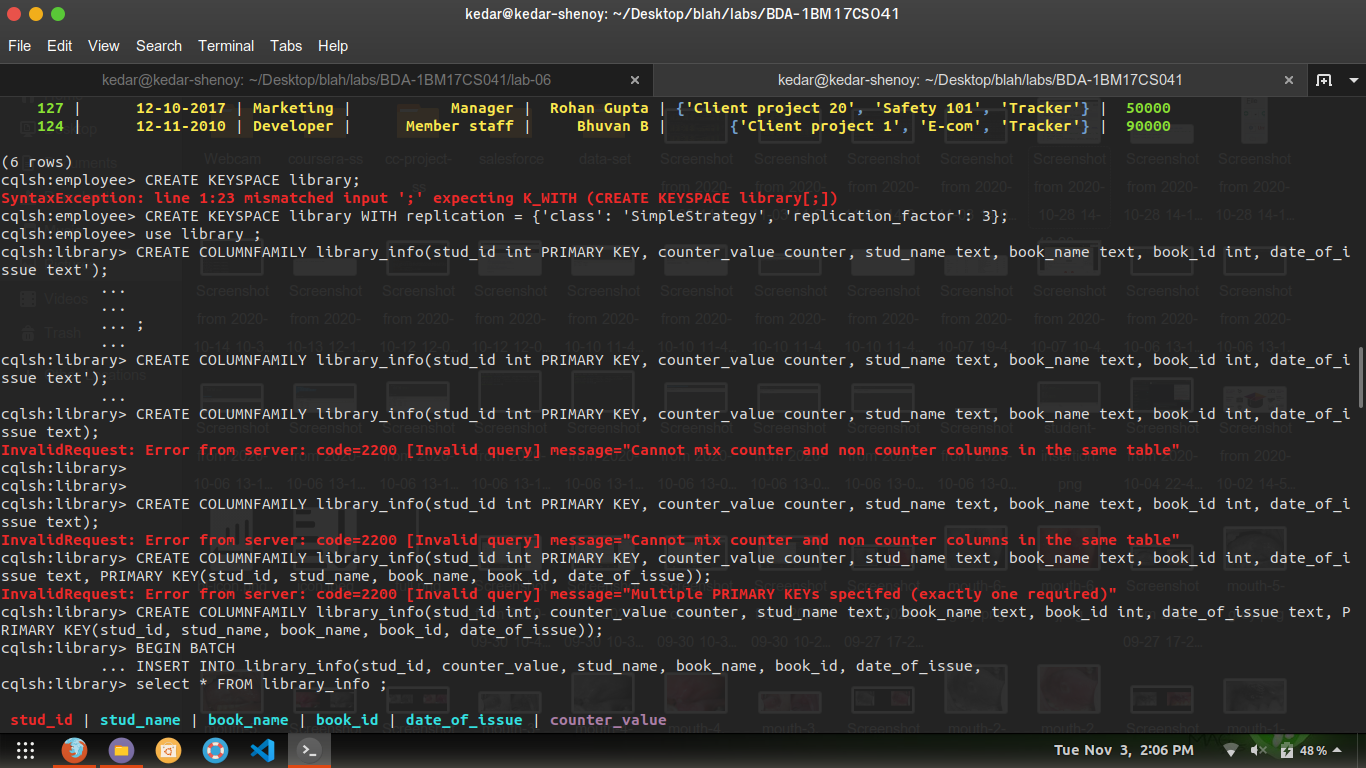 kedar@kedar-shenoy: ~/Desktop/blah/labs/BDA-1BM17CS041
File Edit View Search Terminal Tabs Help
kedar@kedar-shenoy: ~/Desktop/blah/labs/BDA-1BM17CS041/lab-06 × kedar@kedar-shenoy: ~/Desktop/blah/labs/BDA-1BM17CS041 ×
127 | 12-10-2017 | Marketing | Manager | Rohan Gupta | {'Client project 20', 'Safety 101', 'Tracker'} | 50000
124 | 12-11-2010 | Developer | Member staff | Bhuvan B | {'Client project 1', 'E-com', 'Tracker'} | 90000
(6 rows)
cqlsh:employee> CREATE KEYSPACE library;
SyntaxException: line 1:23 mismatched input ';' expecting K_WITH (CREATE KEYSPACE library[;])
cqlsh:employee> CREATE KEYSPACE library WITH replication = {'class': 'SimpleStrategy', 'replication_factor': 3};
cqlsh:employee> use library ;
cqlsh:library> CREATE COLUMNFAMILY library_info(stud_id int PRIMARY KEY, counter_value counter, stud_name text, book_name text, book_id int, date_of_i
ssue text');
...
...
... ;
...
cqlsh:library> CREATE COLUMNFAMILY library_info(stud_id int PRIMARY KEY, counter_value counter, stud_name text, book_name text, book_id int, date_of_i
ssue text');
...
cqlsh:library> CREATE COLUMNFAMILY library_info(stud_id int PRIMARY KEY, counter_value counter, stud_name text, book_name text, book_id int, date_of_i
ssue text);
InvalidRequest: Error from server: code=2200 [Invalid query] message="Cannot mix counter and non counter columns in the same table"
cqlsh:library>
cqlsh:library>
cqlsh:library> CREATE COLUMNFAMILY library_info(stud_id int PRIMARY KEY, counter_value counter, stud_name text, book_name text, book_id int, date_of_i
ssue text);
InvalidRequest: Error from server: code=2200 [Invalid query] message="Cannot mix counter and non counter columns in the same table"
cqlsh:library> CREATE COLUMNFAMILY library_info(stud_id int PRIMARY KEY, counter_value counter, stud_name text, book_name text, book_id int, date_of_i
ssue text, PRIMARY KEY(stud_id, stud_name, book_name, book_id, date_of_issue));
InvalidRequest: Error from server: code=2200 [Invalid query] message="Multiple PRIMARY KEYs specifed (exactly one required)"
cqlsh:library> CREATE COLUMNFAMILY library_info(stud_id int, counter_value counter, stud_name text, book_name text, book_id int, date_of_issue text, P
RIMARY KEY(stud_id, stud_name, book_name, book_id, date_of_issue));
cqlsh:library> BEGIN BATCH
... INSERT INTO library_info(stud_id, counter_value, stud_name, book_name, book_id, date_of_issue,
cqlsh:library> select * FROM library_info ;
stud_id | stud_name | book_name | book_id | date_of_issue | counter_value
Tue Nov 3, 2:06 PM 48%